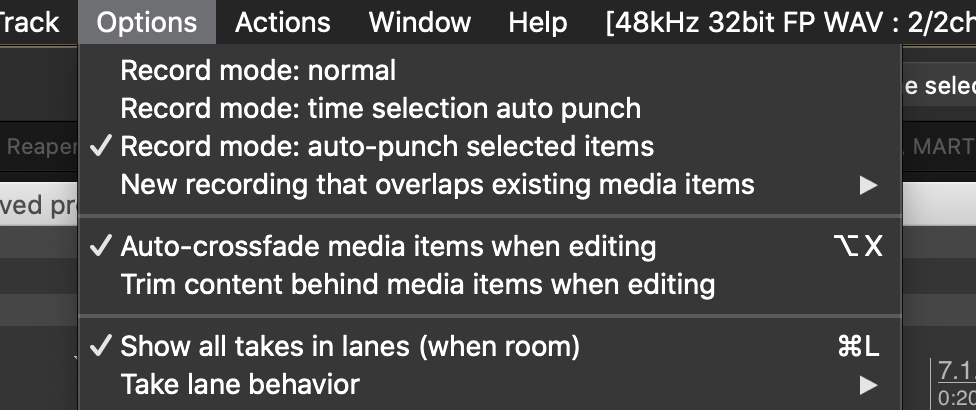 Track Options Actions Window Help [48kHz 32bit FP WAV : 2/2ch
Record mode: normal
e selec
Record mode: time selection auto punch
Reaper
✓ Record mode: auto-punch selected items
, MART
New recording that overlaps existing media items ▶
ved pr
✓ Auto-crossfade media items when editing ⌥X
Trim content behind media items when editing
✓ Show all takes in lanes (when room) ⌘L
Take lane behavior ▶
7.1.
0:20